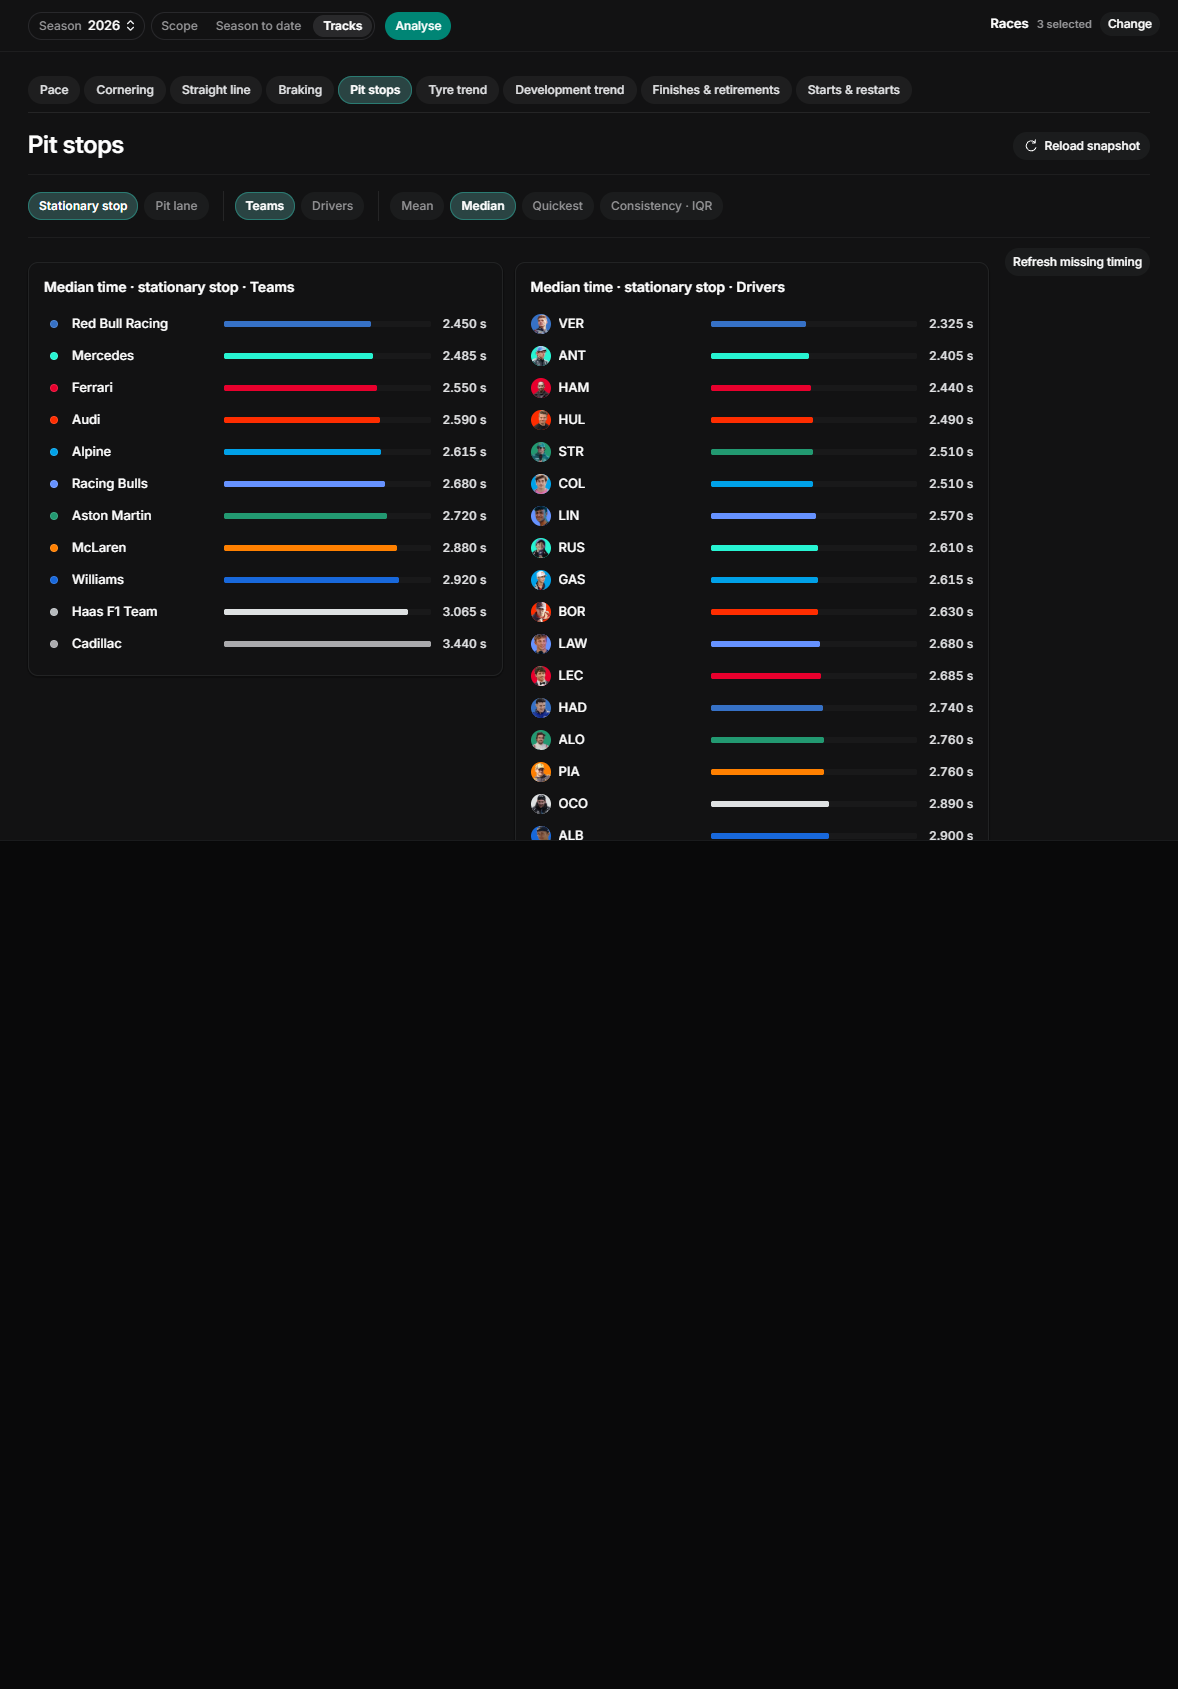 Season 2026 Scope Season to date Tracks Analyse Races 3 selected Change
Pace Cornering Straight line Braking Pit stops Tyre trend Development trend Finishes & retirements Starts & restarts
Pit stops
Reload snapshot
Stationary stop Pit lane Teams Drivers Mean Median Quickest Consistency · IQR
Refresh missing timing
Median time · stationary stop · Teams
Red Bull Racing 2.450 s
Mercedes 2.485 s
Ferrari 2.550 s
Audi 2.590 s
Alpine 2.615 s
Racing Bulls 2.680 s
Aston Martin 2.720 s
McLaren 2.880 s
Williams 2.920 s
Haas F1 Team 3.065 s
Cadillac 3.440 s
Median time · stationary stop · Drivers
VER 2.325 s
ANT 2.405 s
HAM 2.440 s
HUL 2.490 s
STR 2.510 s
COL 2.510 s
LIN 2.570 s
RUS 2.610 s
GAS 2.615 s
BOR 2.630 s
LAW 2.680 s
LEC 2.685 s
HAD 2.740 s
ALO 2.760 s
PIA 2.760 s
OCO 2.890 s
ALB 2.900 s